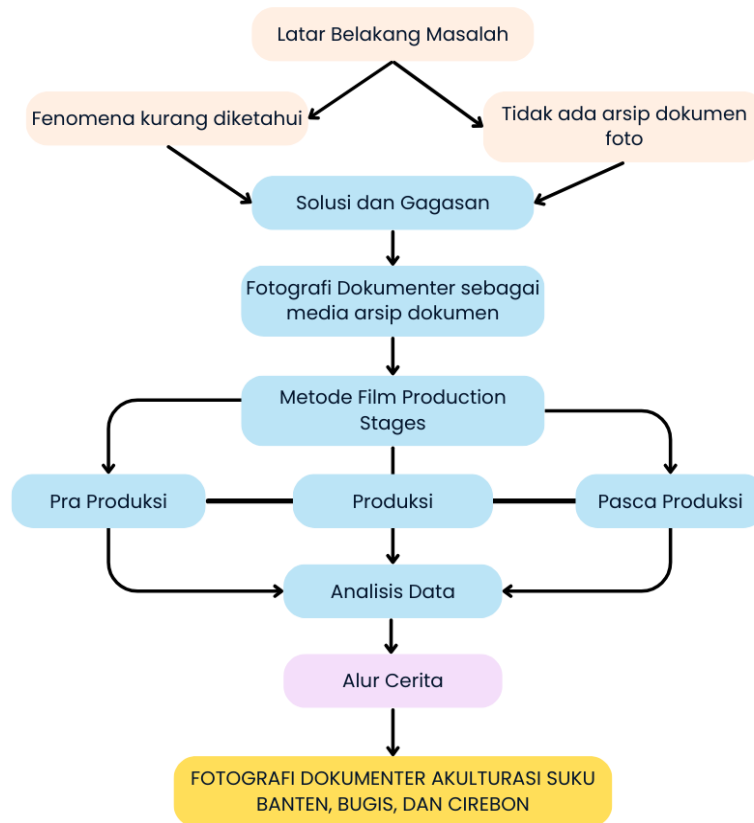 Latar Belakang Masalah
Fenomena kurang diketahui
Tidak ada arsip dokumen
foto
Solusi dan Gagasan
Fotografi Dokumenter sebagai
media arsip dokumen
Metode Film Production
Stages
Pra Produksi
Produksi
Pasca Produksi
Analisis Data
Alur Cerita
FOTOGRAFI DOKUMENTER AKULTURASI SUKU
BANTEN, BUGIS, DAN CIREBON